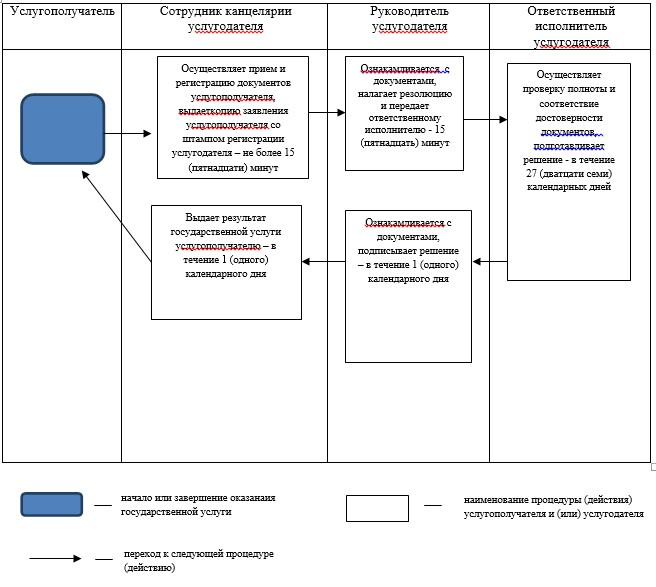 Услугополучатель
Сотрудник канцелярии
услугодателя
Руководитель
услугодателя
Ответственный
исполнитель
услугодателя
Осуществляет прием и
регистрацию документов
услугополучателя,
выдаеткопию заявления
услугополучателя со
штампом регистрации
услугодателя – не более 15
(пятнадцати) минут
Ознакамливается с
документами,
налагает резолюцию
и передает
ответственному
исполнителю - 15
(пятнадцать) минут
Осуществляет
проверку полноты и
соответствие
достоверности
документов,
подготавливает
решение - в течение
27 (двадцати семи)
календарных дней
Выдает результат
государственной услуги
услугополучателю – в
течение 1 (одного)
календарного дня
Ознакамливается с
документами,
подписывает решение
– в течение 1 (одного)
календарного дня
— начало или завершение оказанаия
государственной услуги
— наименование процедуры (действия)
услугополучателя и (или) услугодателя
— переход к следующей процедуре
(действию)